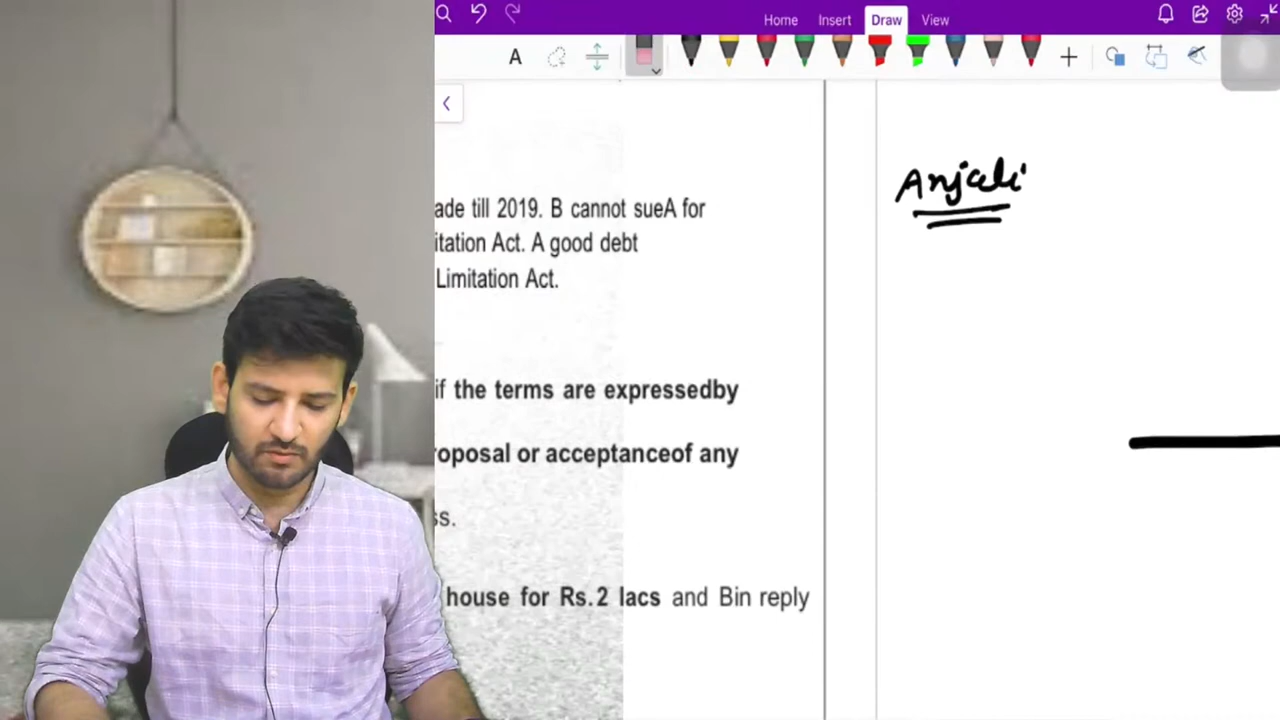 Home Insert Draw View
A
ade till 2019. B cannot sueA for
itation Act. A good debt
Limitation Act.
if the terms are expressedby
roposal or acceptanceof any
ss.
house for Rs.2 lacs and Bin reply
Anjali